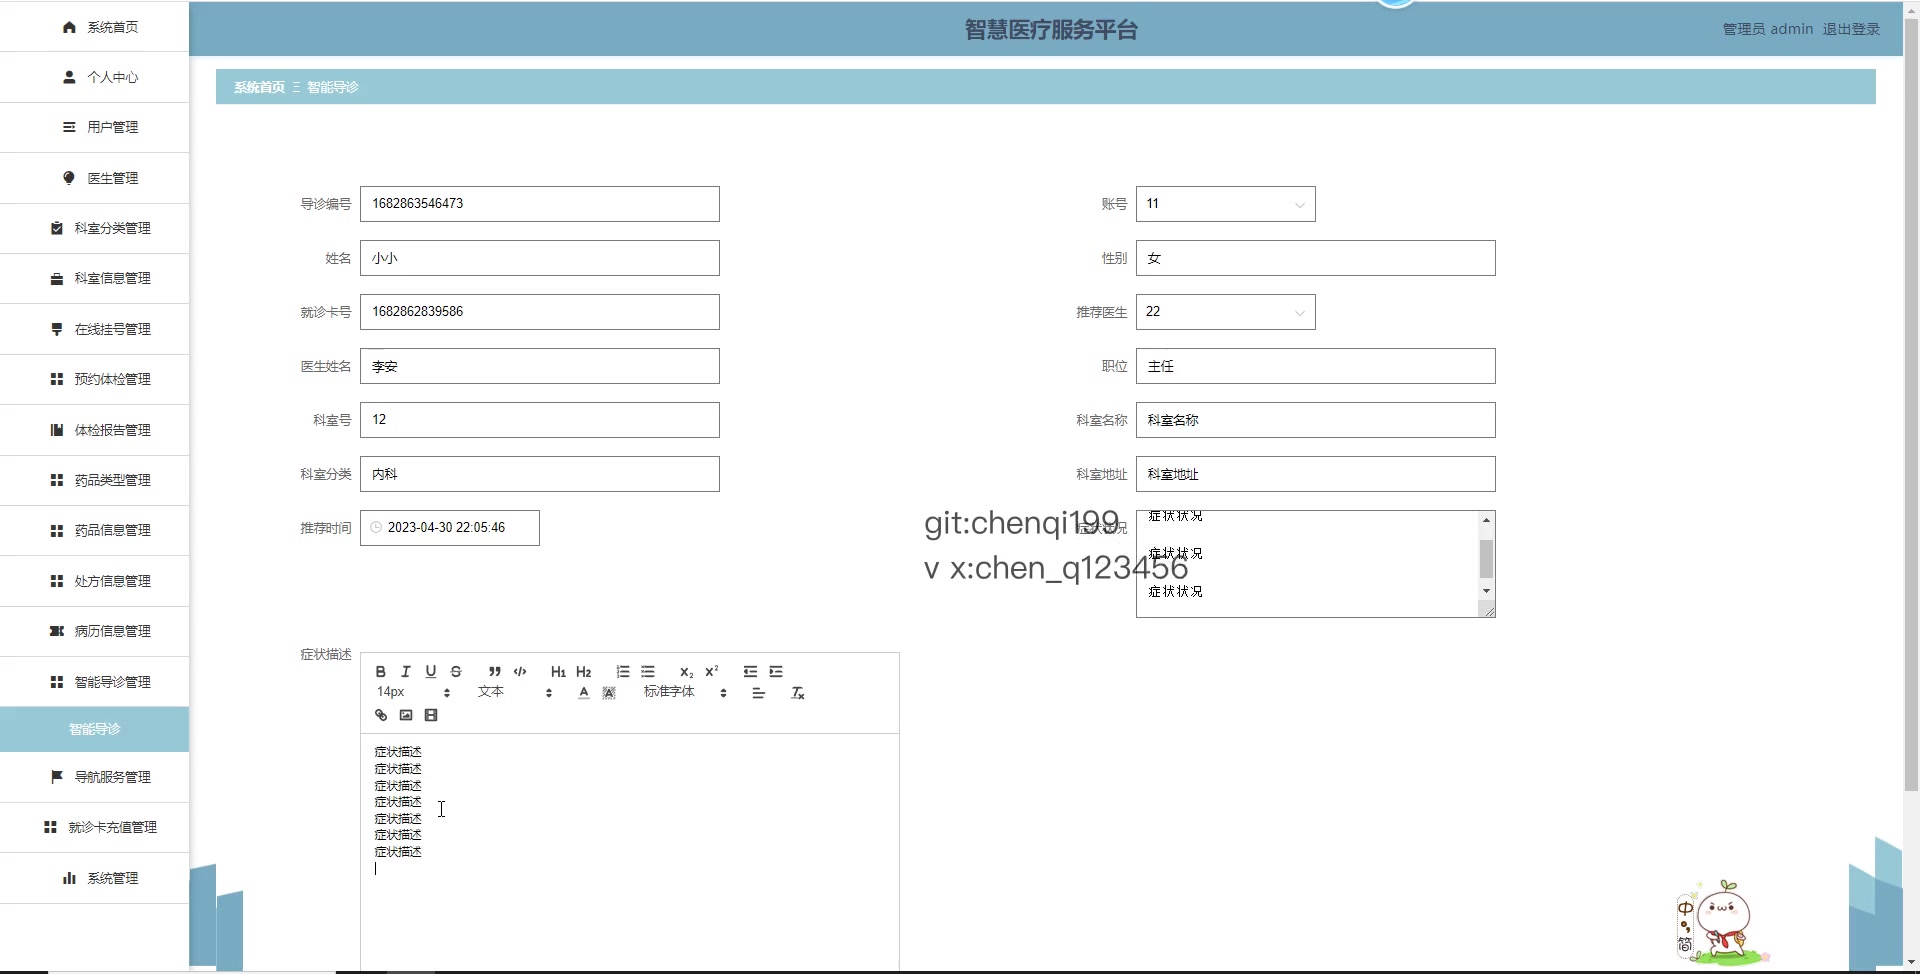 智慧医疗服务平台
管理员 admin 退出登录
系统首页
个人中心
用户管理
医生管理
科室分类管理
科室信息管理
在线挂号管理
预约体检管理
体检报告管理
药品类型管理
药品信息管理
处方信息管理
病历信息管理
智能导诊管理
智能导诊
导航服务管理
就诊卡充值管理
系统管理
系统首页 Ξ 智能导诊
导诊编号 1682863546473
账号 11
姓名 小小
性别 女
就诊卡号 1682862839586
推荐医生 22
医生姓名 李安
职位 主任
科室号 12
科室名称 科室名称
科室分类 内科
科室地址 科室地址
推荐时间 2023-04-30 22:05:46
症状状况
症状状况
症状状况
症状状况
git:chenqi199
v x:chen_q123456
症状描述
B I U S H1 H2 x₂ x²
14px 文本 A A 标准字体
症状描述
症状描述
症状描述
症状描述
症状描述
症状描述
症状描述
中
简